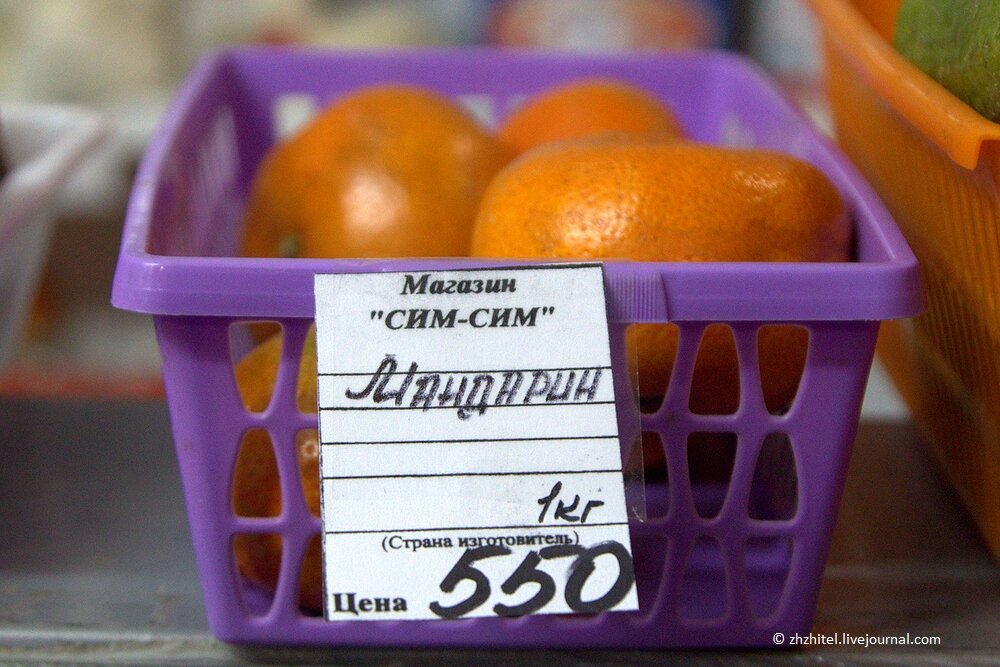 Магазин
"СИМ-СИМ"
Мандарин
1кг
(Страна изготовитель)
Цена 550
© zhzhitel.livejournal.com